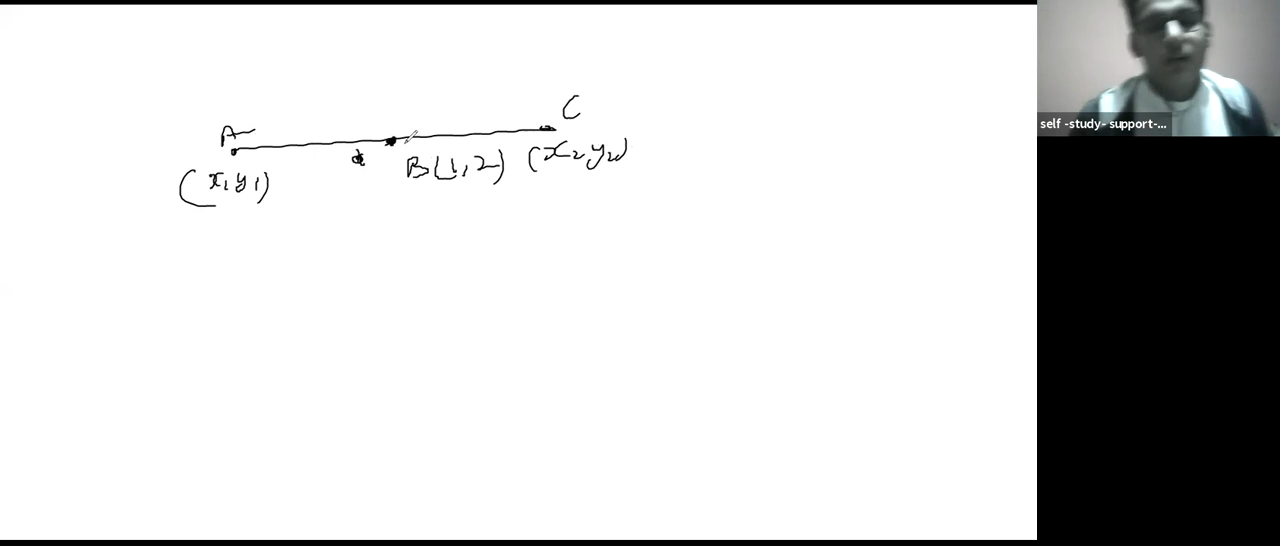 A
C
B(1, 2)
(x₂, y₂)
(x₁ y₁)
self -study- support-...